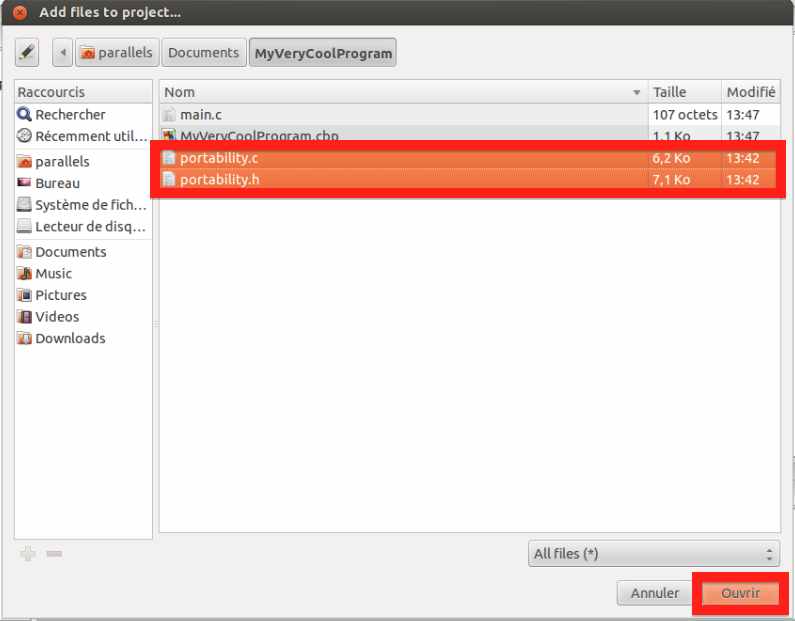 Add files to project...
parallels Documents MyVeryCoolProgram
Raccourcis
Rechercher
Récemment util...
parallels
Bureau
Système de fich...
Lecteur de disq...
Documents
Music
Pictures
Videos
Downloads
Nom Taille Modifié
main.c 107 octets 13:47
MyVeryCoolProgram.cbp 1,1 Ko 13:47
portability.c 6,2 Ko 13:42
portability.h 7,1 Ko 13:42
All files (*)
Annuler Ouvrir